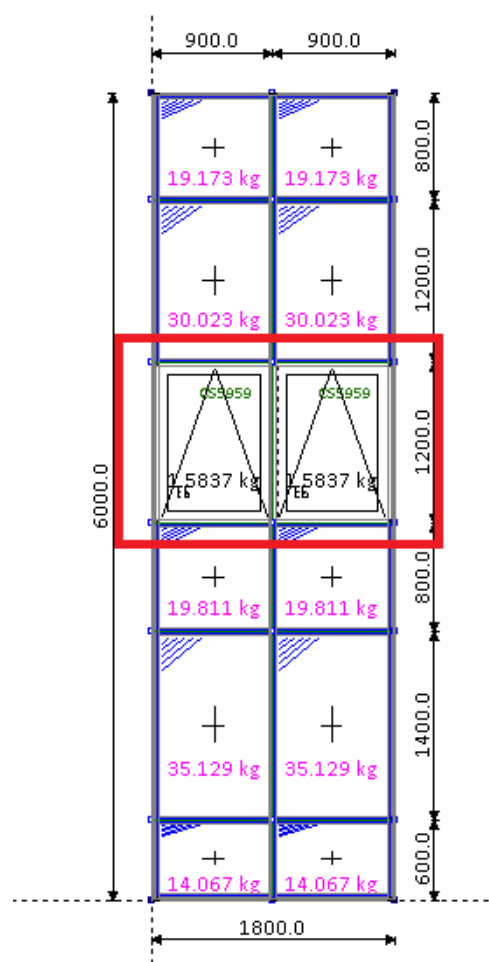 900.0 900.0
800.0
19.173 kg 19.173 kg
1200.0
30.023 kg 30.023 kg
CS5959 CS5959
1200.0
1.5837 kg 1.5837 kg
6000.0
800.0
19.811 kg 19.811 kg
1400.0
35.129 kg 35.129 kg
600.0
14.067 kg 14.067 kg
1800.0